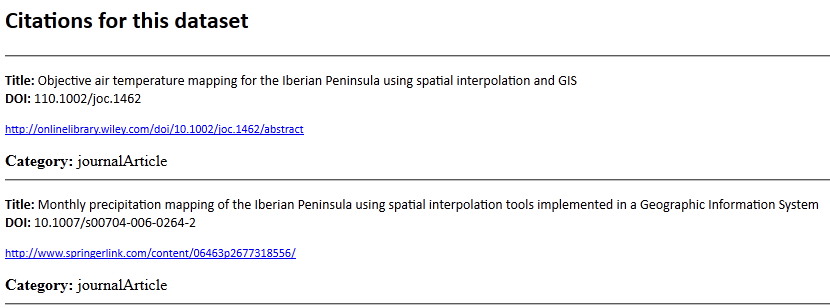 Citations for this dataset
Title: Objective air temperature mapping for the Iberian Peninsula using spatial interpolation and GIS
DOI: 110.1002/joc.1462
http://onlinelibrary.wiley.com/doi/10.1002/joc.1462/abstract
Category: journalArticle
Title: Monthly precipitation mapping of the Iberian Peninsula using spatial interpolation tools implemented in a Geographic Information System
DOI: 10.1007/s00704-006-0264-2
http://www.springerlink.com/content/06463p2677318556/
Category: journalArticle